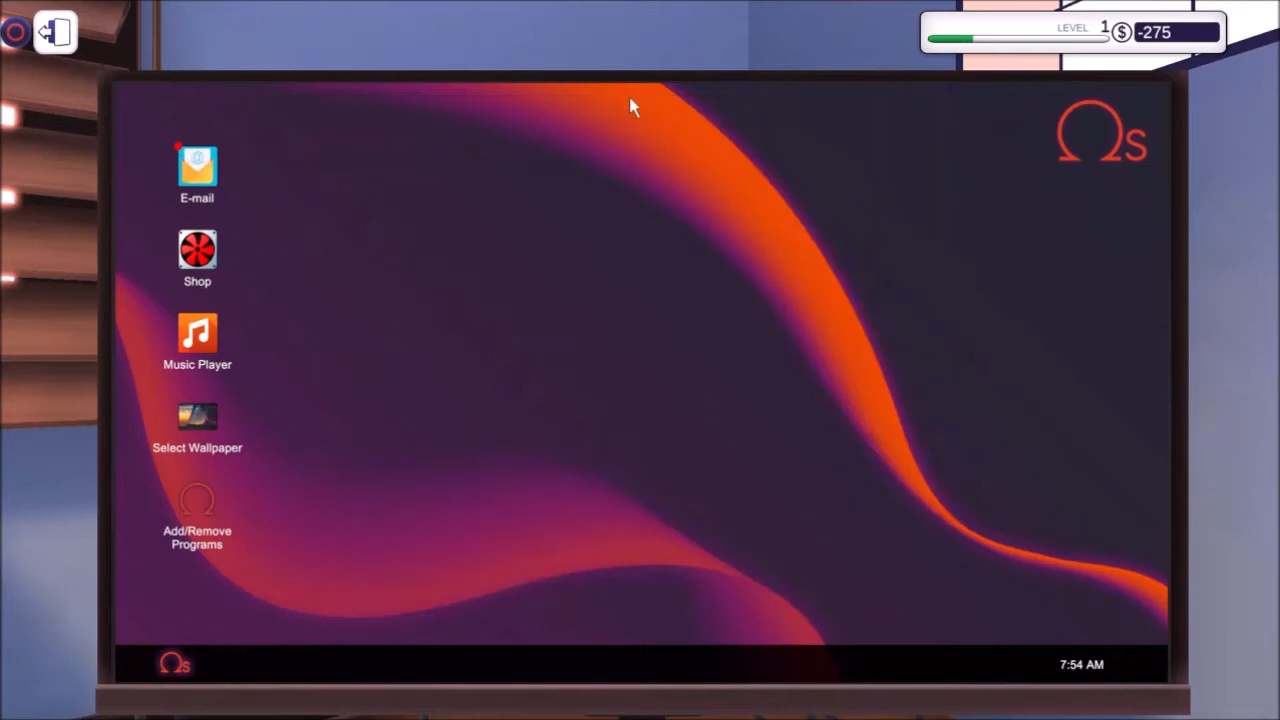 LEVEL 1 $ -275
Ωs
E-mail
Shop
Music Player
Select Wallpaper
Add/Remove
Programs
Ωs
7:54 AM